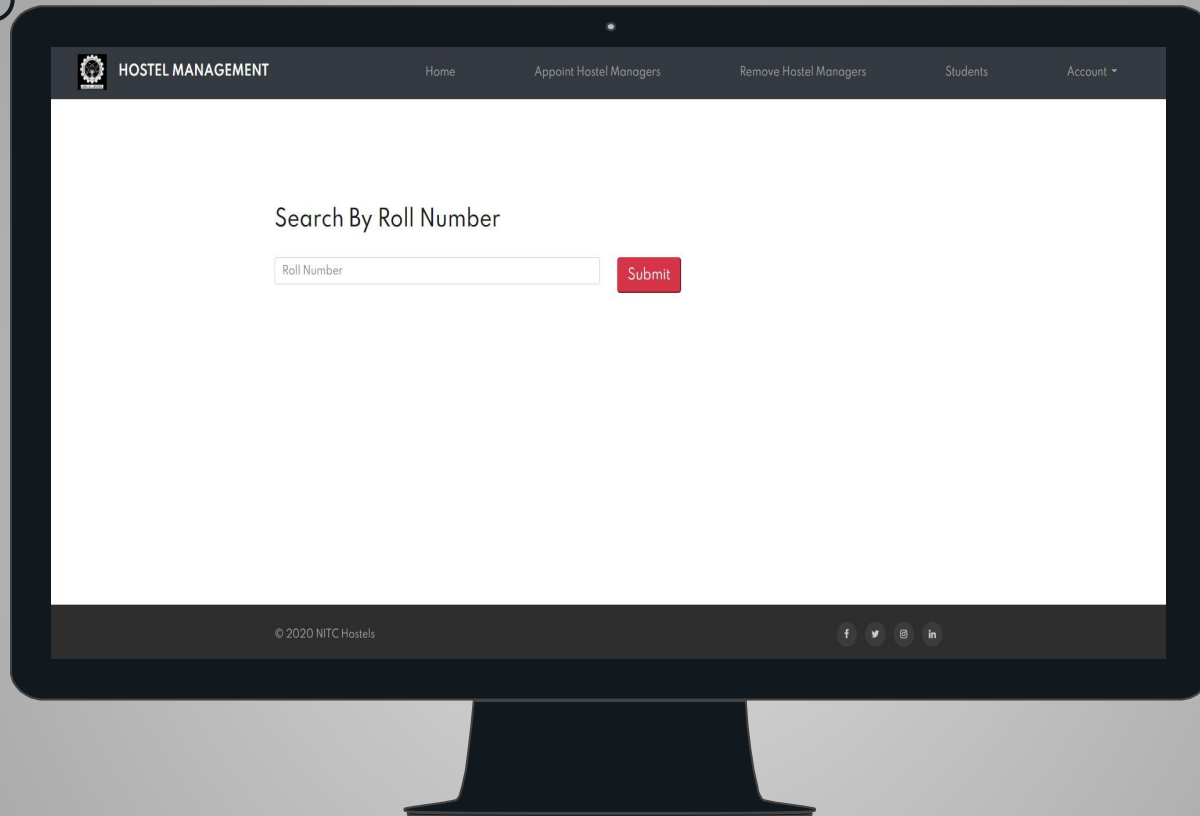 HOSTEL MANAGEMENT Home Appoint Hostel Managers Remove Hostel Managers Students Account
Search By Roll Number
Roll Number Submit
© 2020 NITC Hostels f in